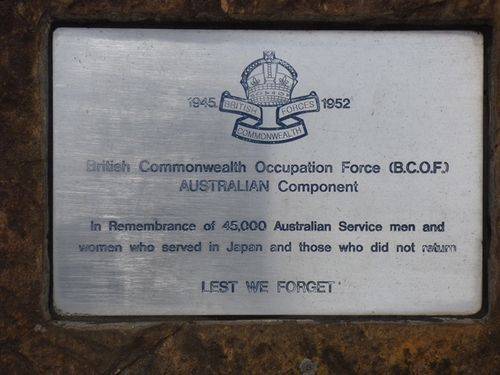 1945 BRITISH FORCES 1952
COMMONWEALTH
British Commonwealth Occupation Force (B.C.O.F.)
AUSTRALIAN Component
In Remembrance of 45,000 Australian Service men and
women who served in Japan and those who did not return
LEST WE FORGET